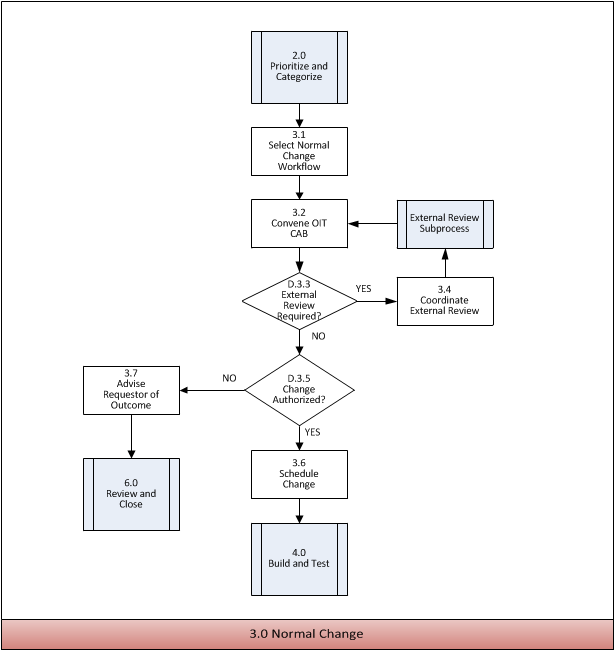 2.0
Prioritize and
Categorize
3.1
Select Normal
Change
Workflow
3.2
Convene OIT
CAB
External Review
Subprocess
D.3.3
External
Review
Required?
YES
3.4
Coordinate
External Review
NO
D.3.5
Change
Authorized?
NO
3.7
Advise
Requestor of
Outcome
YES
3.6
Schedule
Change
6.0
Review and
Close
4.0
Build and Test
3.0 Normal Change